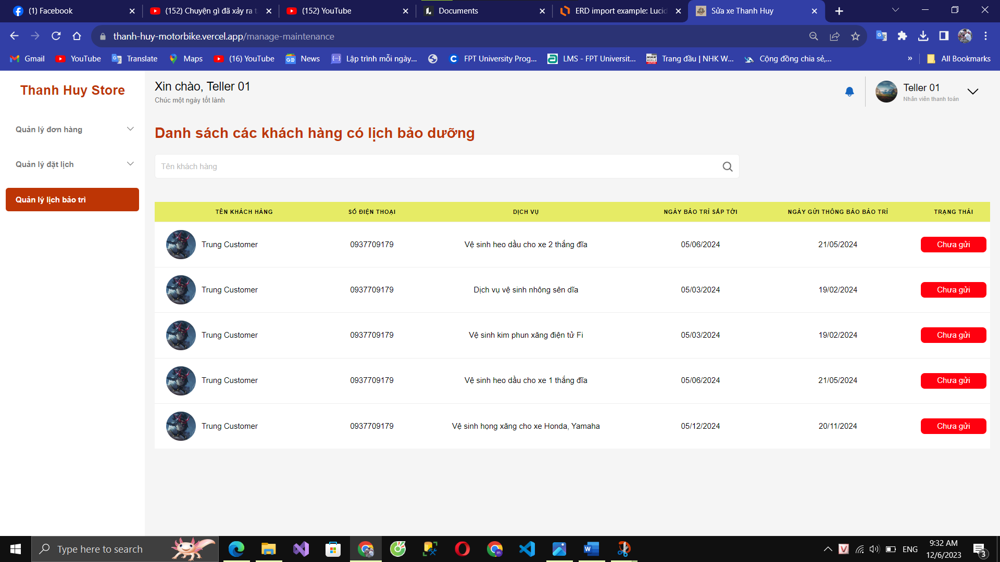 (1) Facebook
(152) Chuyện gì đã xảy ra t
(152) YouTube
Documents
ERD import example: Lucid
Sửa xe Thanh Huy
thanh-huy-motorbike.vercel.app/manage-maintenance
Gmail
YouTube
Translate
Maps
(16) YouTube
News
Lập trình mỗi ngày...
FPT University Prog...
LMS - FPT Universit...
Trang đầu | NHK W...
Cộng đồng chia sẻ,...
»
All Bookmarks
Thanh Huy Store
Quản lý đơn hàng
Quản lý đặt lịch
Quản lý lịch bảo trì
Xin chào, Teller 01
Chúc một ngày tốt lành
Teller 01
Nhân viên thanh toán
Danh sách các khách hàng có lịch bảo dưỡng
Tên khách hàng
TÊN KHÁCH HÀNG SỐ ĐIỆN THOẠI DỊCH VỤ NGÀY BẢO TRÌ SẮP TỚI NGÀY GỬI THÔNG BÁO BẢO TRÌ TRẠNG THÁI
Trung Customer 0937709179 Vệ sinh heo dầu cho xe 2 thắng đĩa 05/06/2024 21/05/2024 Chưa gửi
Trung Customer 0937709179 Dịch vụ vệ sinh nhông sên dĩa 05/03/2024 19/02/2024 Chưa gửi
Trung Customer 0937709179 Vệ sinh kim phun xăng điện tử Fi 05/03/2024 19/02/2024 Chưa gửi
Trung Customer 0937709179 Vệ sinh heo dầu cho xe 1 thắng đĩa 05/06/2024 21/05/2024 Chưa gửi
Trung Customer 0937709179 Vệ sinh họng xăng cho xe Honda, Yamaha 05/12/2024 20/11/2024 Chưa gửi
Type here to search
ENG
9:32 AM
12/6/2023
3